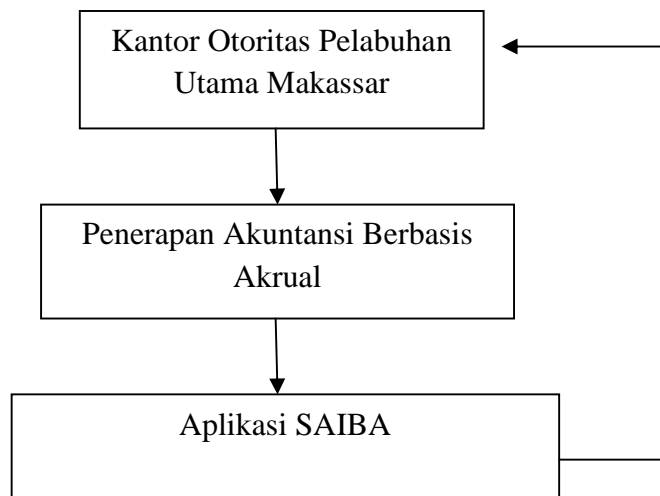 Kantor Otoritas Pelabuhan
Utama Makassar
Penerapan Akuntansi Berbasis
Akrual
Aplikasi SAIBA